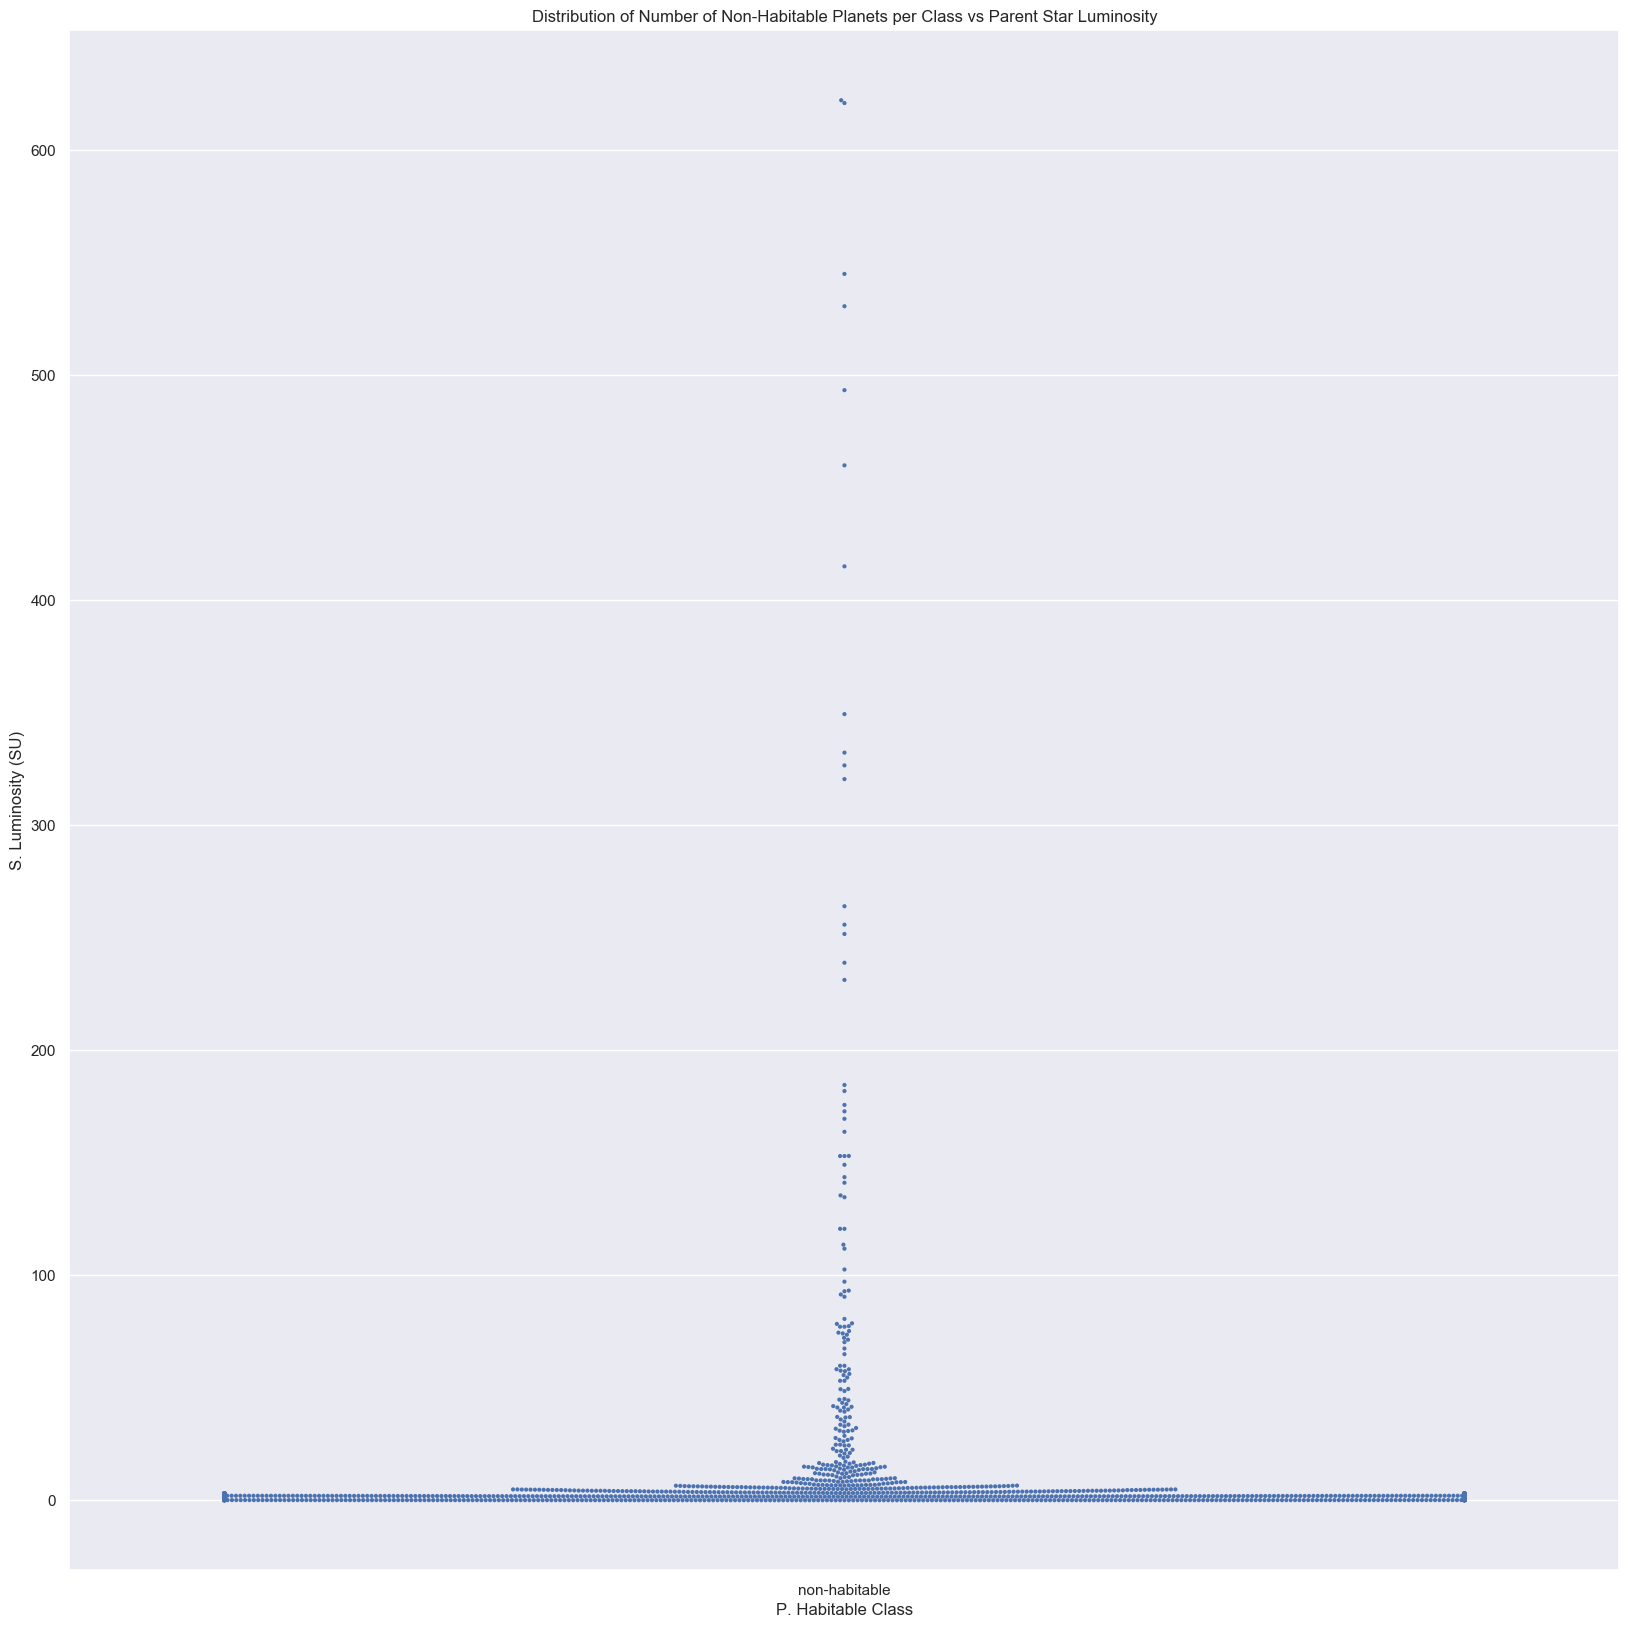 Distribution of Number of Non-Habitable Planets per Class vs Parent Star Luminosity
600
500
400
300
200
100
0
S. Luminosity (SU)
non-habitable
P. Habitable Class